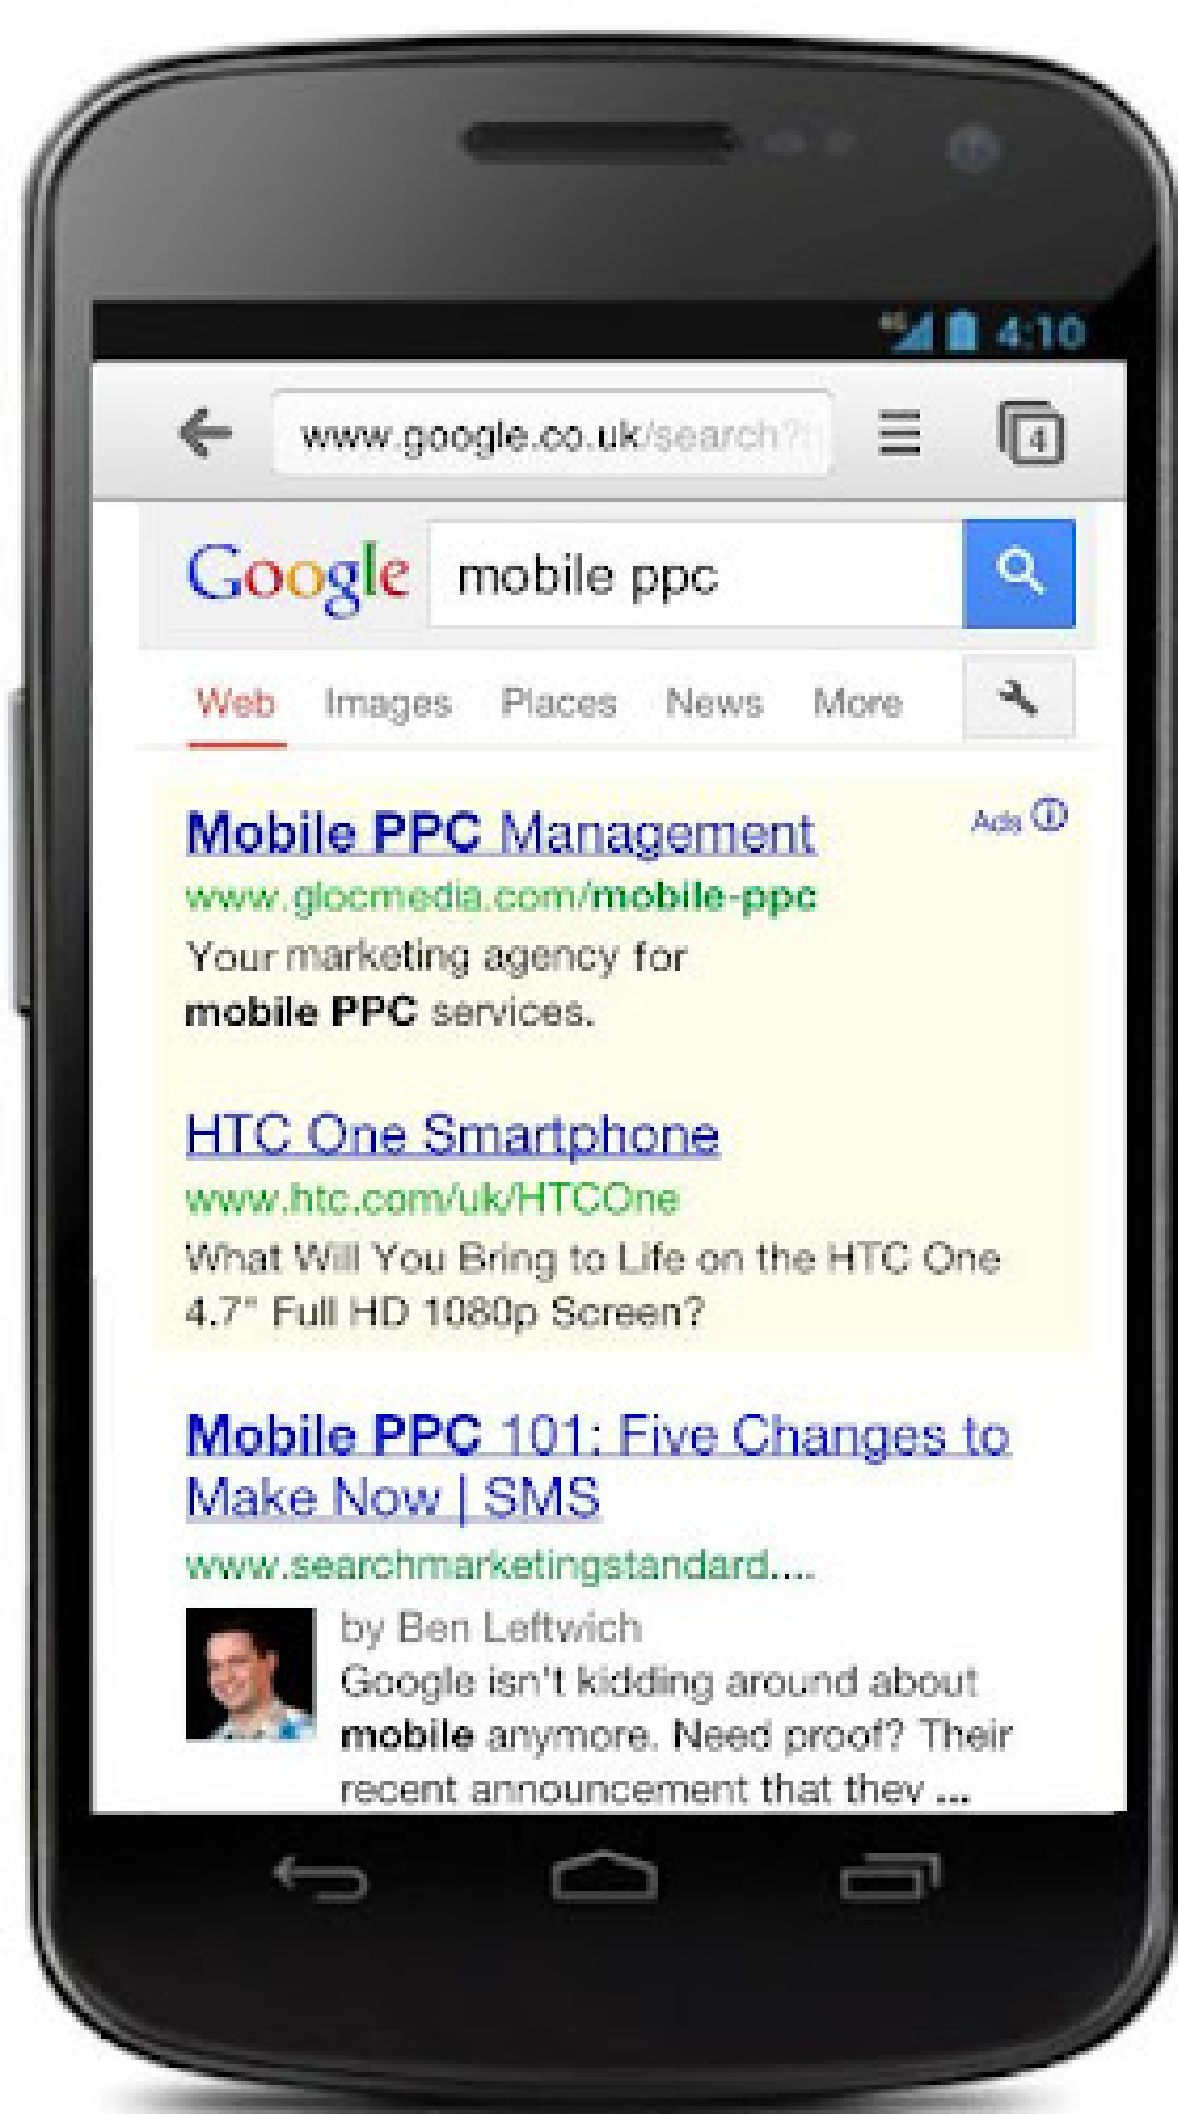 4G 4:10
www.google.co.uk/search?
4
Google mobile ppc
Web Images Places News More
Mobile PPC Management Ads
www.glocmedia.com/mobile-ppc
Your marketing agency for
mobile PPC services.
HTC One Smartphone
www.htc.com/uk/HTCOne
What Will You Bring to Life on the HTC One
4.7" Full HD 1080p Screen?
Mobile PPC 101: Five Changes to
Make Now | SMS
www.searchmarketingstandard....
by Ben Leftwich
Google isn't kidding around about
mobile anymore. Need proof? Their
recent announcement that they ...